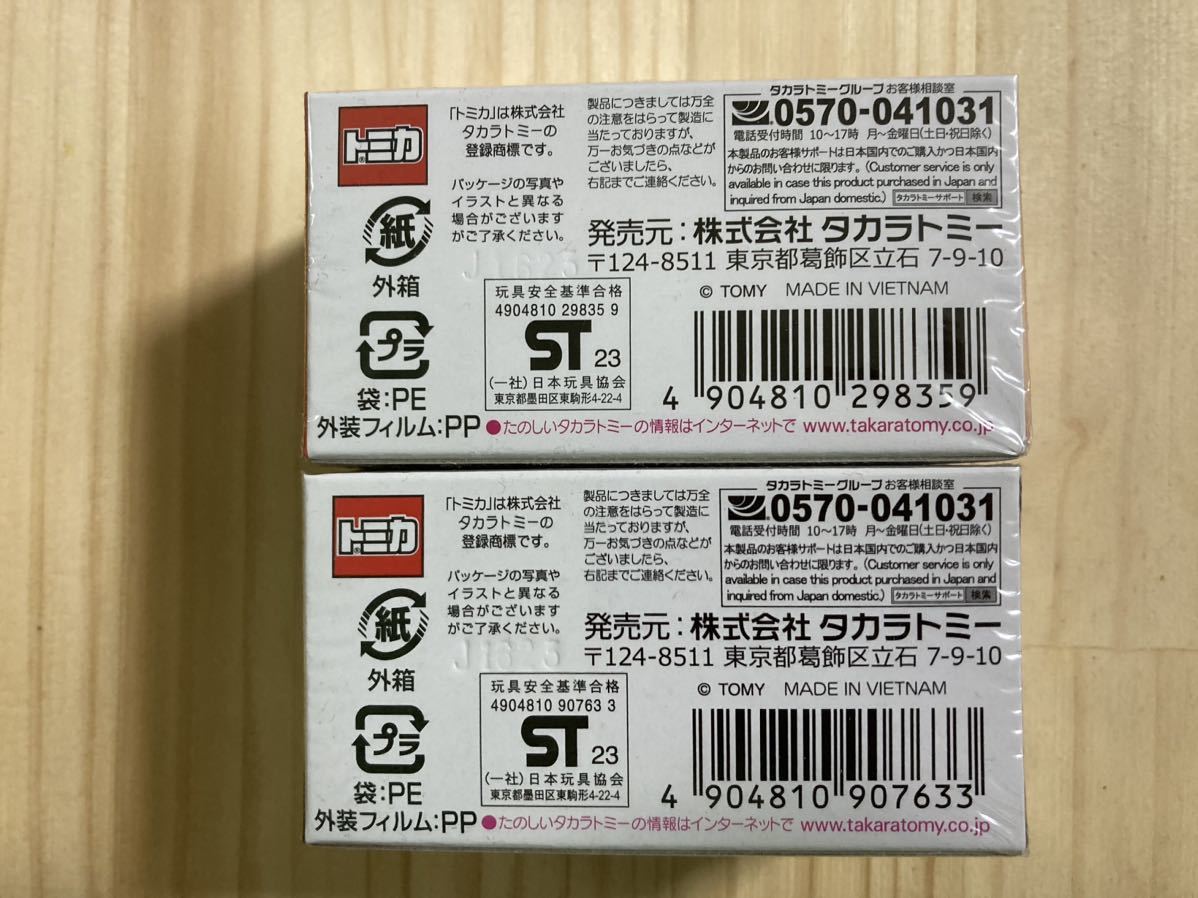 トミカ
「トミカ」は株式会社
タカラトミーの
登録商標です。
パッケージの写真や
イラストと異なる
場合がございます
がご了承ください。
製品につきましては万全
の注意をはらって製造に
当たっておりますが、
万一お気づきの点などが
ございましたら、
右記までご連絡ください。
タカラトミーグループ お客様相談室
0570-041031
電話受付時間 10〜17時 月〜金曜日(土日・祝日除く)
本製品のお客様サポートは日本国内でのご購入かつ日本国内
からのお問い合わせに限ります。(Customer service is only
available in case this product purchased in Japan and
inquired from Japan domestic.) タカラトミーサポート 検索
発売元:株式会社 タカラトミー
〒124-8511 東京都葛飾区立石 7-9-10
紙
外箱
プラ
袋:PE
外装フィルム:PP
J1623
玩具安全基準合格
4904810 29835 9
ST 23
(一社)日本玩具協会
東京都墨田区東駒形4-22-4
© TOMY MADE IN VIETNAM
4 904810 298359
●たのしいタカラトミーの情報はインターネットで www.takaratomy.co.jp
トミカ
「トミカ」は株式会社
タカラトミーの
登録商標です。
パッケージの写真や
イラストと異なる
場合がございます
がご了承ください。
製品につきましては万全
の注意をはらって製造に
当たっておりますが、
万一お気づきの点などが
ございましたら、
右記までご連絡ください。
タカラトミーグループ お客様相談室
0570-041031
電話受付時間 10〜17時 月〜金曜日(土日・祝日除く)
本製品のお客様サポートは日本国内でのご購入かつ日本国内
からのお問い合わせに限ります。(Customer service is only
available in case this product purchased in Japan and
inquired from Japan domestic.) タカラトミーサポート 検索
発売元:株式会社 タカラトミー
〒124-8511 東京都葛飾区立石 7-9-10
紙
外箱
プラ
袋:PE
外装フィルム:PP
J1623
玩具安全基準合格
4904810 90763 3
ST 23
(一社)日本玩具協会
東京都墨田区東駒形4-22-4
© TOMY MADE IN VIETNAM
4 904810 907633
●たのしいタカラトミーの情報はインターネットで www.takaratomy.co.jp